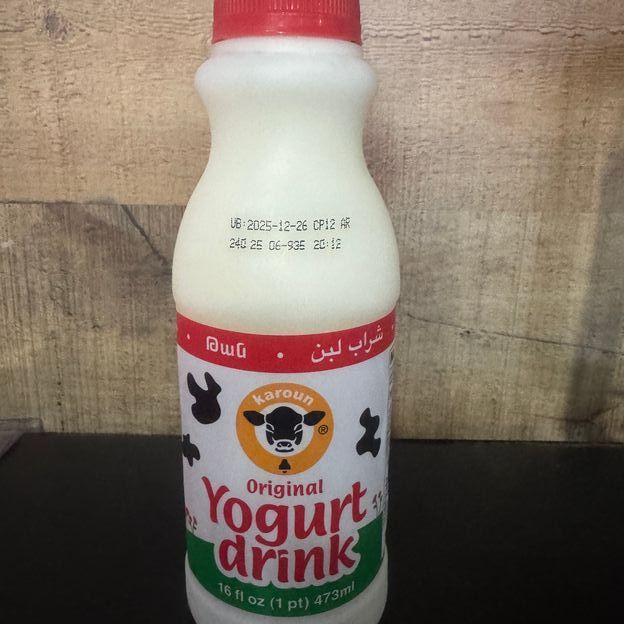 UB:2025-12-26 CP12 AR
240 25 06-935 20:12
• Թան • شراب لبن •
karoun
®
Original
Yogurt
drink
16 fl oz (1 pt) 473ml